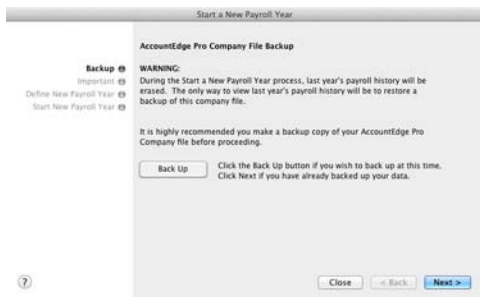 Start a New Payroll Year
AccountEdge Pro Company File Backup
Backup
Important
Define New Payroll Year
Start New Payroll Year
WARNING:
During the Start a New Payroll Year process, last year's payroll history will be
erased. The only way to view last year's payroll history will be to restore a
backup of this company file.
It is highly recommended you make a backup copy of your AccountEdge Pro
Company file before proceeding.
Back Up
Click the Back Up button if you wish to back up at this time.
Click Next if you have already backed up your data.
?
Close
< Back
Next >